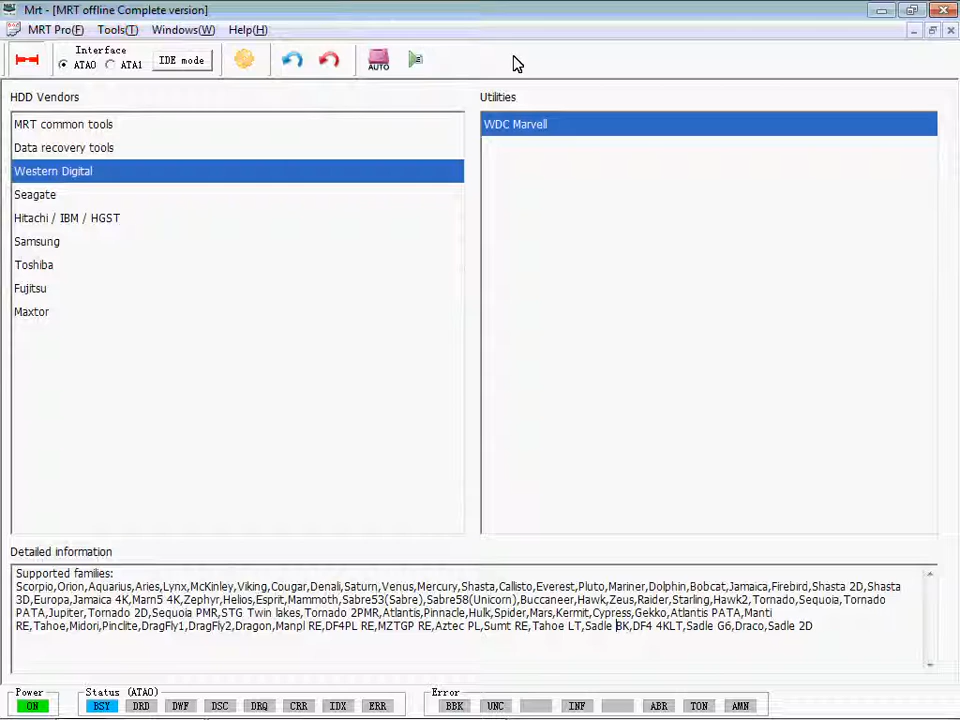 Mrt - [MRT offline Complete version]
MRT Pro(F) Tools(T) Windows(W) Help(H)
Interface
ATA0 ATA1 IDE mode AUTO
HDD Vendors
Utilities
MRT common tools
Data recovery tools
Western Digital
Seagate
Hitachi / IBM / HGST
Samsung
Toshiba
Fujitsu
Maxtor
WDC Marvell
Detailed information
Supported families:
Scorpio,Orion,Aquarius,Aries,Lynx,McKinley,Viking,Cougar,Denali,Saturn,Venus,Mercury,Shasta,Callisto,Everest,Pluto,Mariner,Dolphin,Bobcat,Jamaica,Firebird,Shasta 2D,Shasta
3D,Europa,Jamaica 4K,Marn5 4K,Zephyr,Helios,Esprit,Mammoth,Sabre53(Sabre),Sabre58(Unicorn),Buccaneer,Hawk,Zeus,Raider,Starling,Hawk2,Tornado,Sequoia,Tornado
PATA,Jupiter,Tornado 2D,Sequoia PMR,STG Twin lakes,Tornado 2PMR,Atlantis,Pinnacle,Hulk,Spider,Mars,Kermit,Cypress,Gekko,Atlantis PATA,Manti
RE,Tahoe,Midori,Pinclite,DragFly1,DragFly2,Dragon,Manpl RE,DF4PL RE,MZTGP RE,Aztec PL,Sumt RE,Tahoe LT,Sadle BK,DF4 4KLT,Sadle G6,Draco,Sadle 2D
Power
ON
Status (ATA0)
BSY DRD DWF DSC DRQ CRR IDX ERR
Error
BBK UNC INF ABR TON AMN